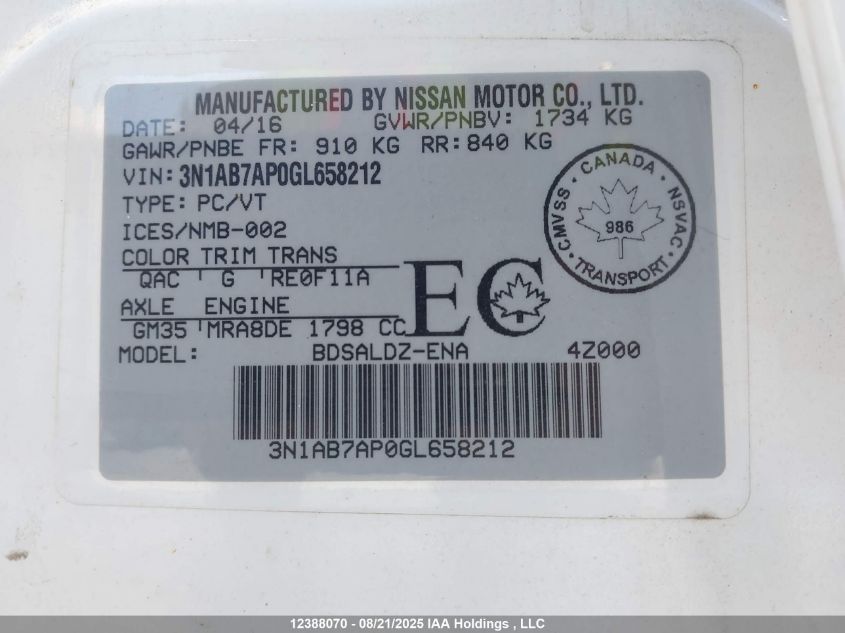 MANUFACTURED BY NISSAN MOTOR CO., LTD.
DATE: 04/16 GVWR/PNBV: 1734 KG
GAWR/PNBE FR: 910 KG RR: 840 KG
VIN: 3N1AB7AP0GL658212
TYPE: PC/VT
ICES/NMB-002
COLOR TRIM TRANS
QAC G RE0F11A
AXLE ENGINE
GM35 MRA8DE 1798 CC
EC
CANADA
CMVSS
986
NSVAC
TRANSPORT
MODEL: BDSALDZ-ENA 4Z000
3N1AB7AP0GL658212
12388070 - 08/21/2025 IAA Holdings , LLC